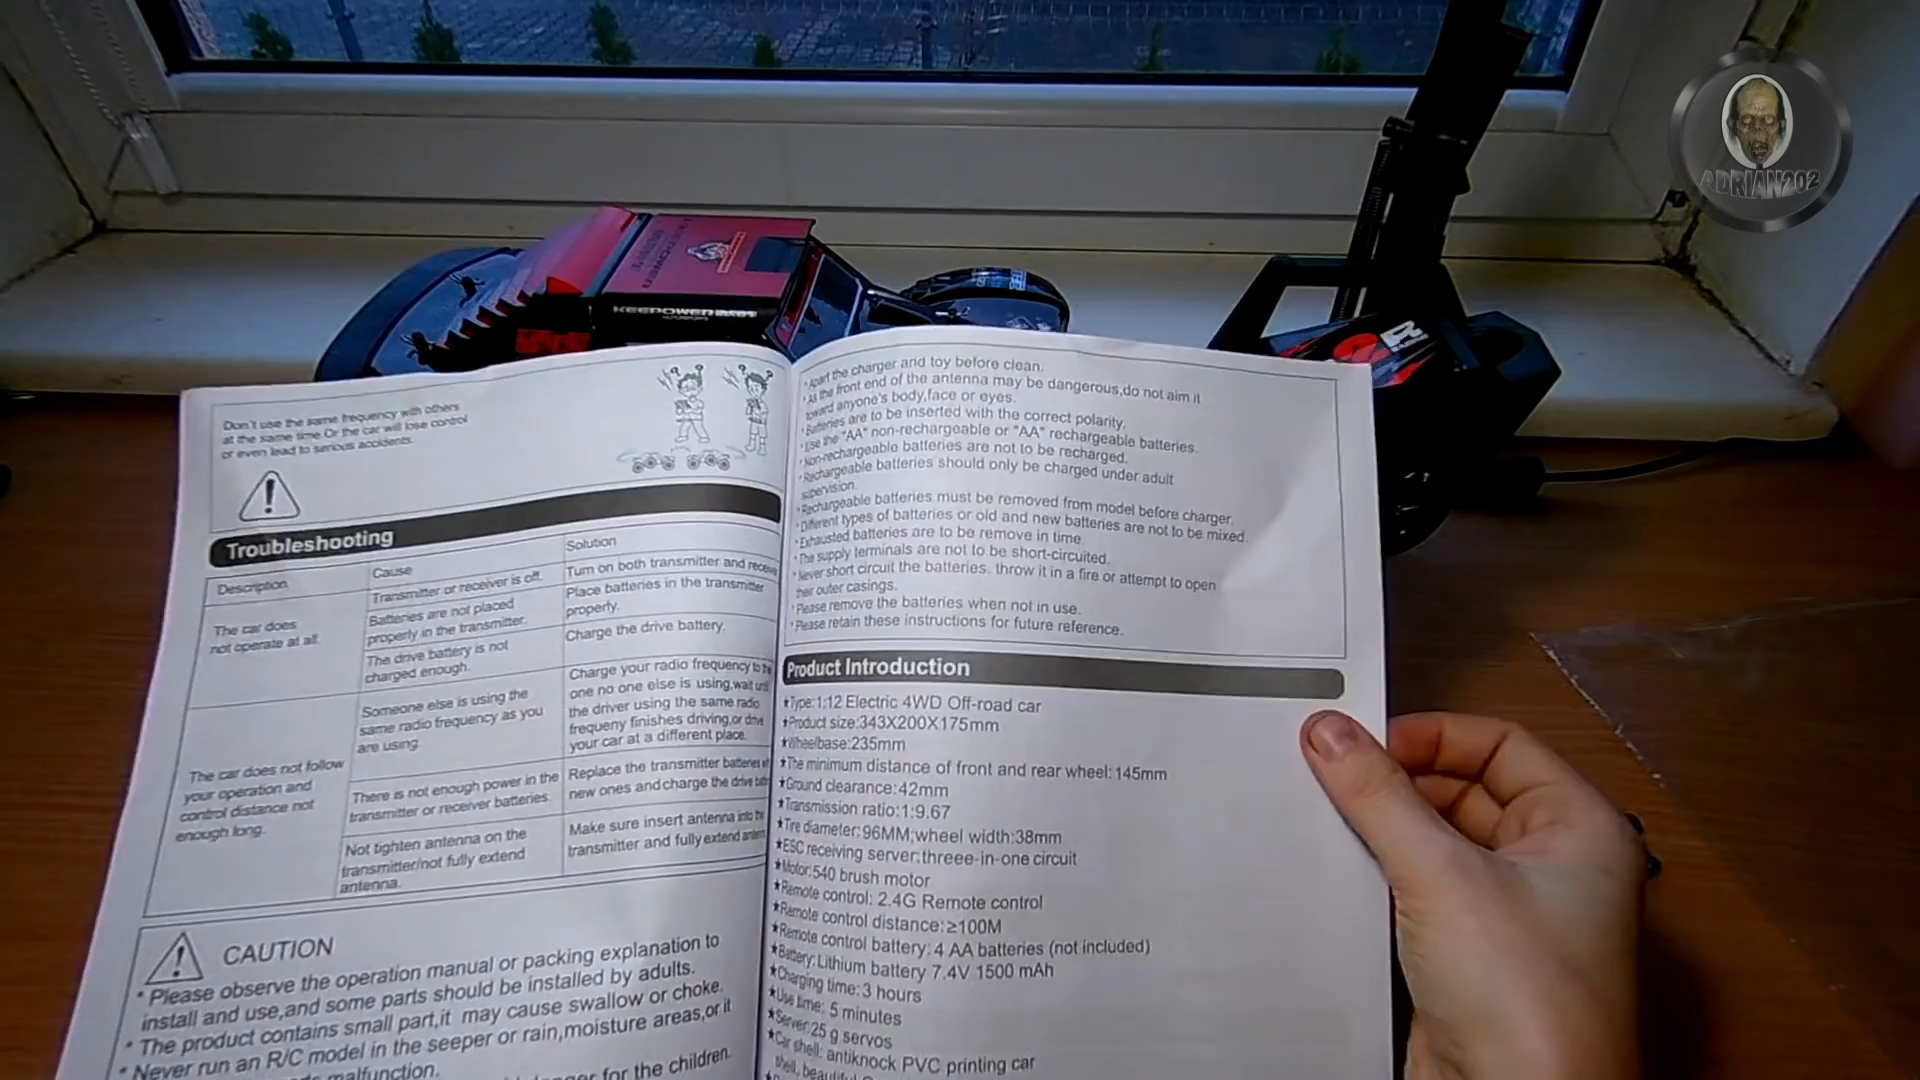 ADRIAN202
KEEPOWER
Don't use the same frequency with others
at the same time.Or the car will lose control
or even lead to serious accidents.
Troubleshooting
Description
Cause
Solution
The car does
not operate at all.
Transmitter or receiver is off.
Turn on both transmitter and
Batteries are not placed
properly in the transmitter.
Place batteries in the transmitter
properly.
The drive battery is not
charged enough.
Charge the drive battery.
The car does not follow
your operation and
control distance not
enough long.
Someone else is using the
same radio frequency as you
are using.
Charge your radio frequency to the
one no one else is using,wait until
the driver using the same radio
frequeny finishes driving,or drive
your car at a different place.
There is not enough power in the
transmitter or receiver batteries.
Replace the transmitter batteries
new ones and charge the drive
Not tighten antenna on the
transmitter/not fully extend
antenna.
Make sure insert antenna into the
transmitter and fully extend
CAUTION
* Please observe the operation manual or packing explanation to
install and use,and some parts should be installed by adults.
* The product contains small part,it may cause swallow or choke.
* Never run an R/C model in the seeper or rain,moisture areas,or it
malfunction.
for the children.
* Apart the charger and toy before clean.
* As the front end of the antenna may be dangerous,do not aim it
toward anyone's body,face or eyes.
* Batteries are to be inserted with the correct polarity.
* Use the "AA" non-rechargeable or "AA" rechargeable batteries.
* Non-rechargeable batteries are not to be recharged.
* Rechargeable batteries should only be charged under adult
supervision.
* Rechargeable batteries must be removed from model before charger.
* Different types of batteries or old and new batteries are not to be mixed.
* Exhausted batteries are to be remove in time
* The supply terminals are not to be short-circuited.
* Never short circuit the batteries, throw it in a fire or attempt to open
their outer casings.
* Please remove the batteries when not in use.
* Please retain these instructions for future reference.
Product Introduction
★Type:1:12 Electric 4WD Off-road car
★Product size:343X200X175mm
★Wheelbase:235mm
★The minimum distance of front and rear wheel:145mm
★Ground clearance:42mm
★Transmission ratio:1:9.67
★Tire diameter:96MM;wheel width:38mm
★ESC receiving server:threee-in-one circuit
★Motor:540 brush motor
★Remote control: 2.4G Remote control
★Remote control distance:≥100M
★Remote control battery: 4 AA batteries (not included)
★Battery:Lithium battery 7.4V 1500 mAh
★Charging time:3 hours
★Use time: 5 minutes
★Server:25 g servos
★Car shell: antiknock PVC printing car
shell,